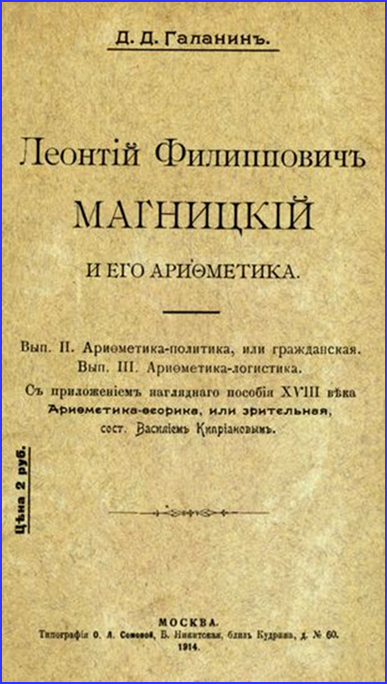 Д. Д. Галанинъ.
Леонтій Филипповичъ
МАГНИЦКІЙ
И ЕГО АРИѲМЕТИКА.
Вып. II. Ариѳметика-политика, или гражданская.
Вып. III. Ариѳметика-логистика.
Съ приложеніемъ нагляднаго пособія XVIII вѣка
Ариѳметика-ѳеорика, или зрительная,
сост. Василіемъ Кипріановымъ.
Цѣна 2 руб.
МОСКВА.
Типографія О. Л. Сомовой, Б. Никитская, близъ Кудрина, д. № 60.
1914.